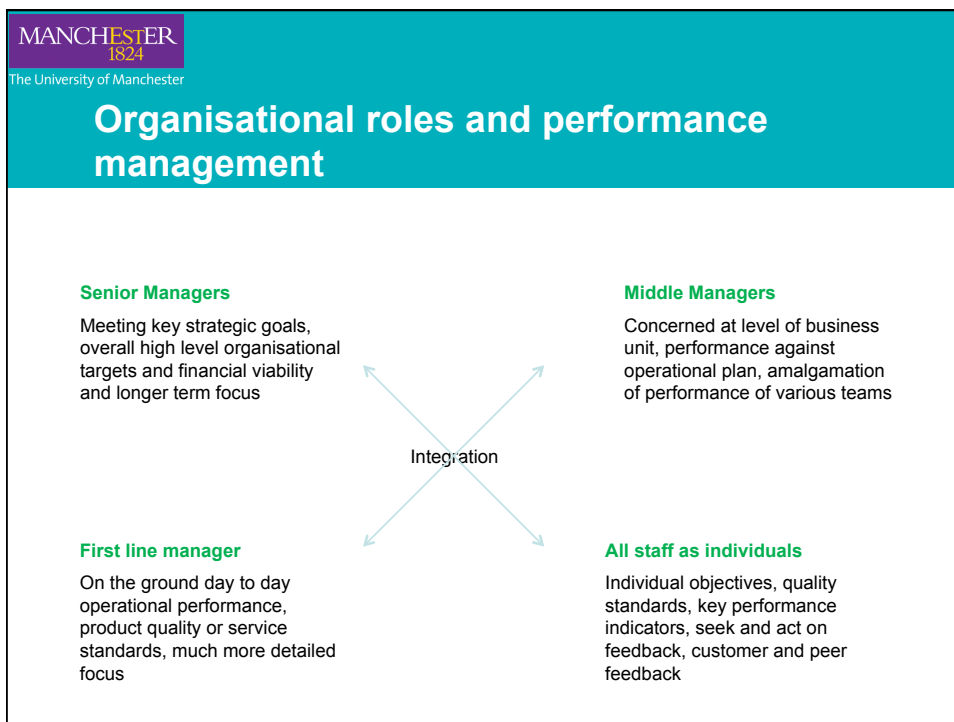 MANCHESTER
1824
The University of Manchester
Organisational roles and performance
management
Senior Managers
Meeting key strategic goals,
overall high level organisational
targets and financial viability
and longer term focus
Middle Managers
Concerned at level of business
unit, performance against
operational plan, amalgamation
of performance of various teams
Integration
First line manager
On the ground day to day
operational performance,
product quality or service
standards, much more detailed
focus
All staff as individuals
Individual objectives, quality
standards, key performance
indicators, seek and act on
feedback, customer and peer
feedback